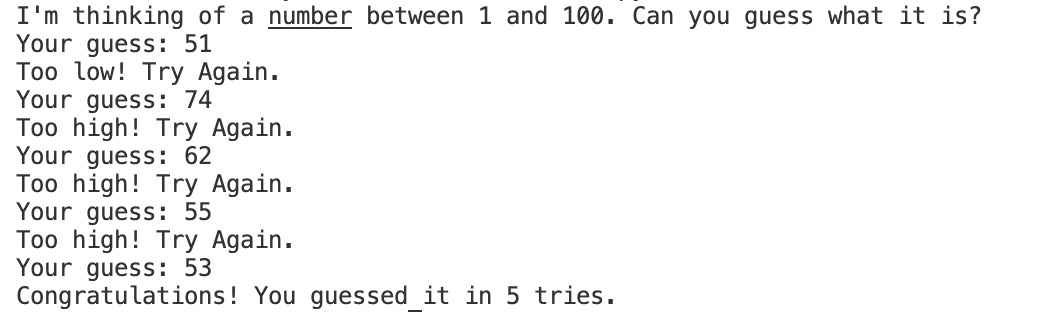 I'm thinking of a number between 1 and 100. Can you guess what it is?
Your guess: 51
Too low! Try Again.
Your guess: 74
Too high! Try Again.
Your guess: 62
Too high! Try Again.
Your guess: 55
Too high! Try Again.
Your guess: 53
Congratulations! You guessed it in 5 tries.